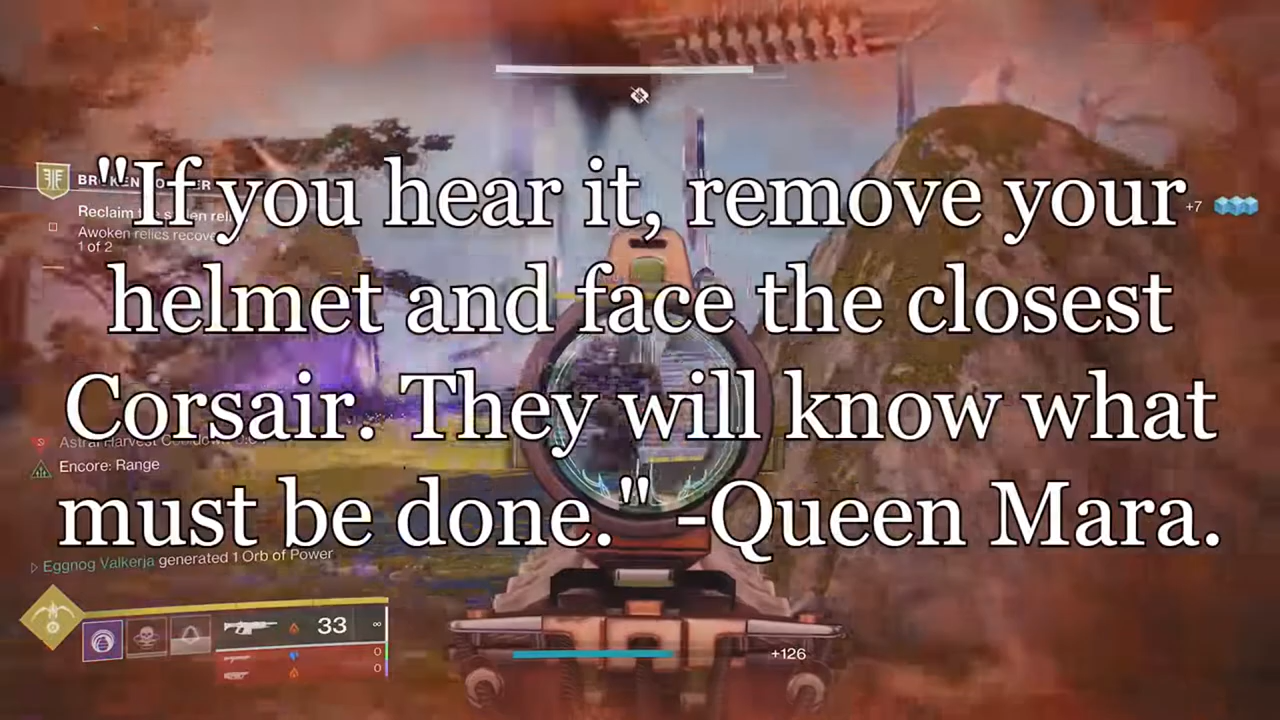 "If you hear it, remove your
helmet and face the closest
Corsair. They will know what
must be done." -Queen Mara.
Reclaim
Awoken relics
1 of 2
+7
Encore: Range
Eggnog Valkerja generated 1 Orb of Power
33
∞
0
0
+126